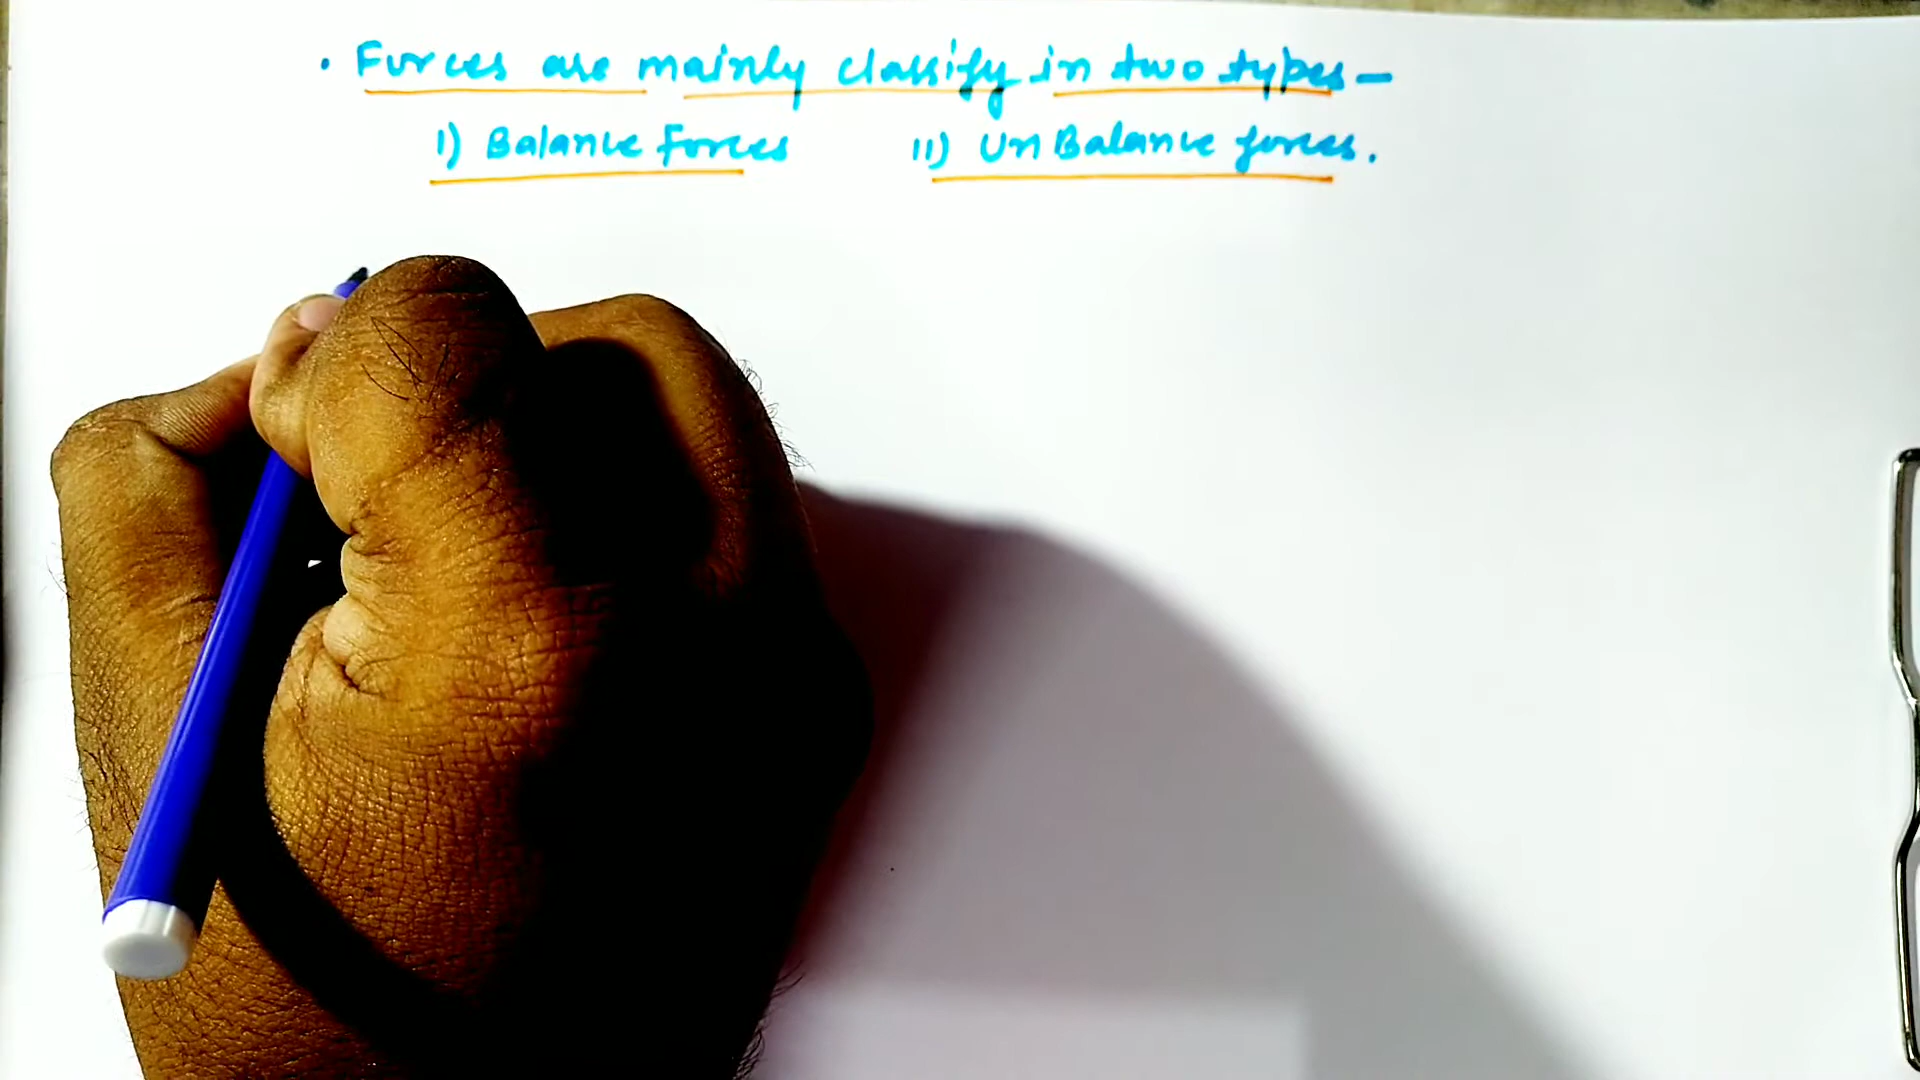 • Forces are mainly classify in two types —
I) Balance Forces II) Un Balance forces.